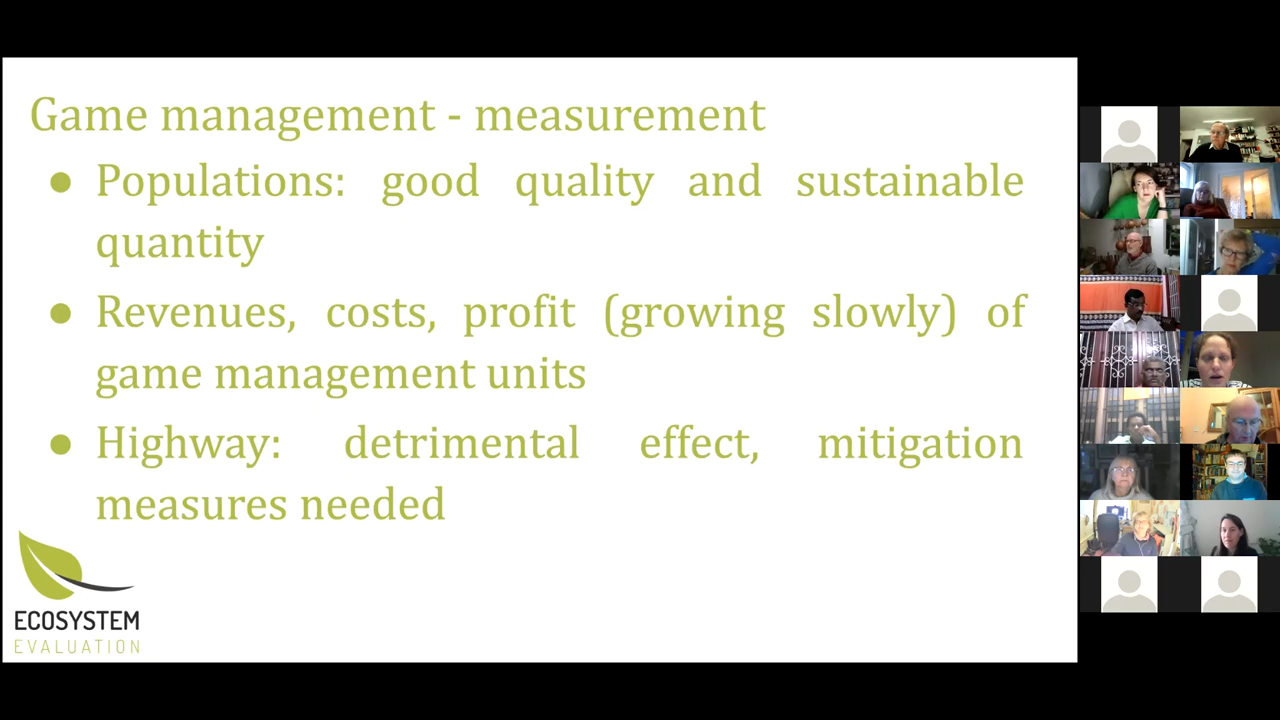 Game management - measurement
● Populations: good quality and sustainable
quantity
● Revenues, costs, profit (growing slowly) of
game management units
● Highway: detrimental effect, mitigation
measures needed
ECOSYSTEM
EVALUATION